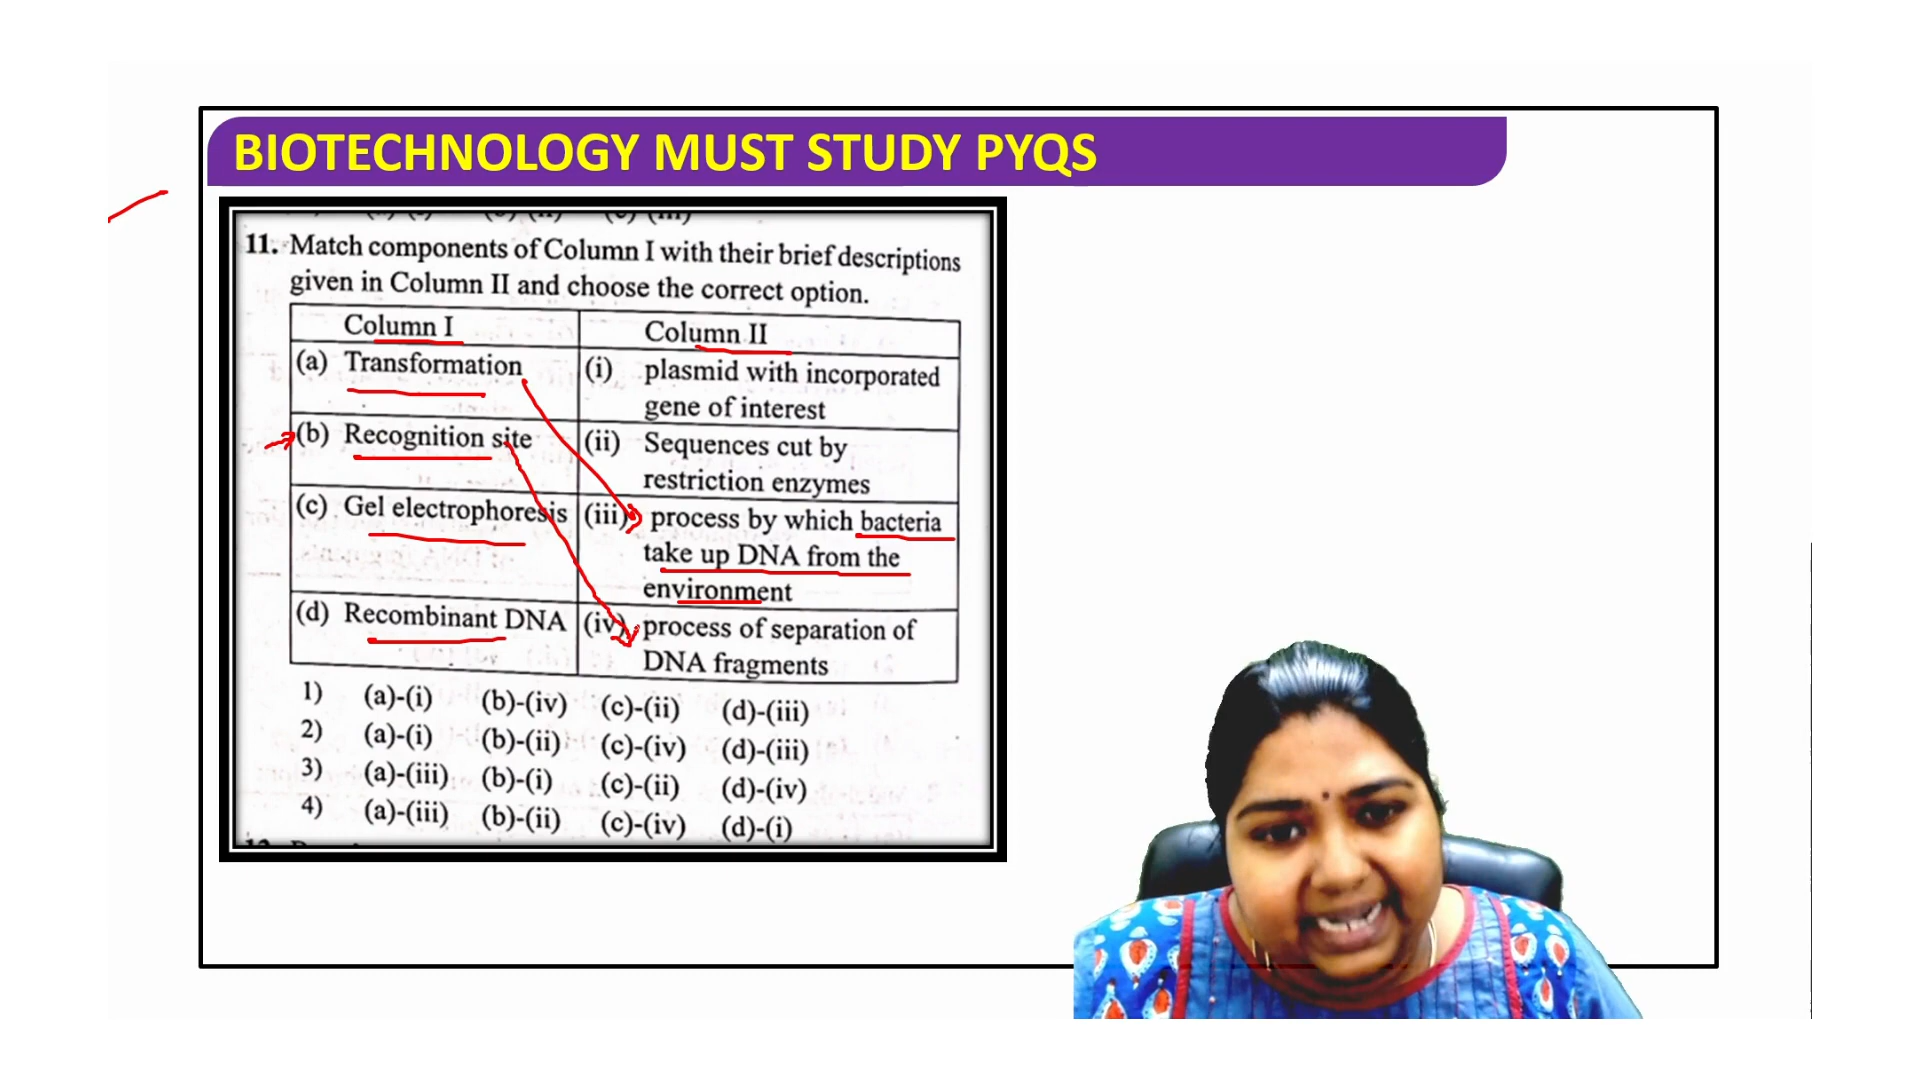 BIOTECHNOLOGY MUST STUDY PYQS
11. Match components of Column I with their brief descriptions
given in Column II and choose the correct option.
Column I Column II
(a) Transformation (i) plasmid with incorporated
gene of interest
(b) Recognition site (ii) Sequences cut by
restriction enzymes
(c) Gel electrophoresis (iii) process by which bacteria
take up DNA from the
environment
(d) Recombinant DNA (iv) process of separation of
DNA fragments
1) (a)-(i) (b)-(iv) (c)-(ii) (d)-(iii)
2) (a)-(i) (b)-(ii) (c)-(iv) (d)-(iii)
3) (a)-(iii) (b)-(i) (c)-(ii) (d)-(iv)
4) (a)-(iii) (b)-(ii) (c)-(iv) (d)-(i)